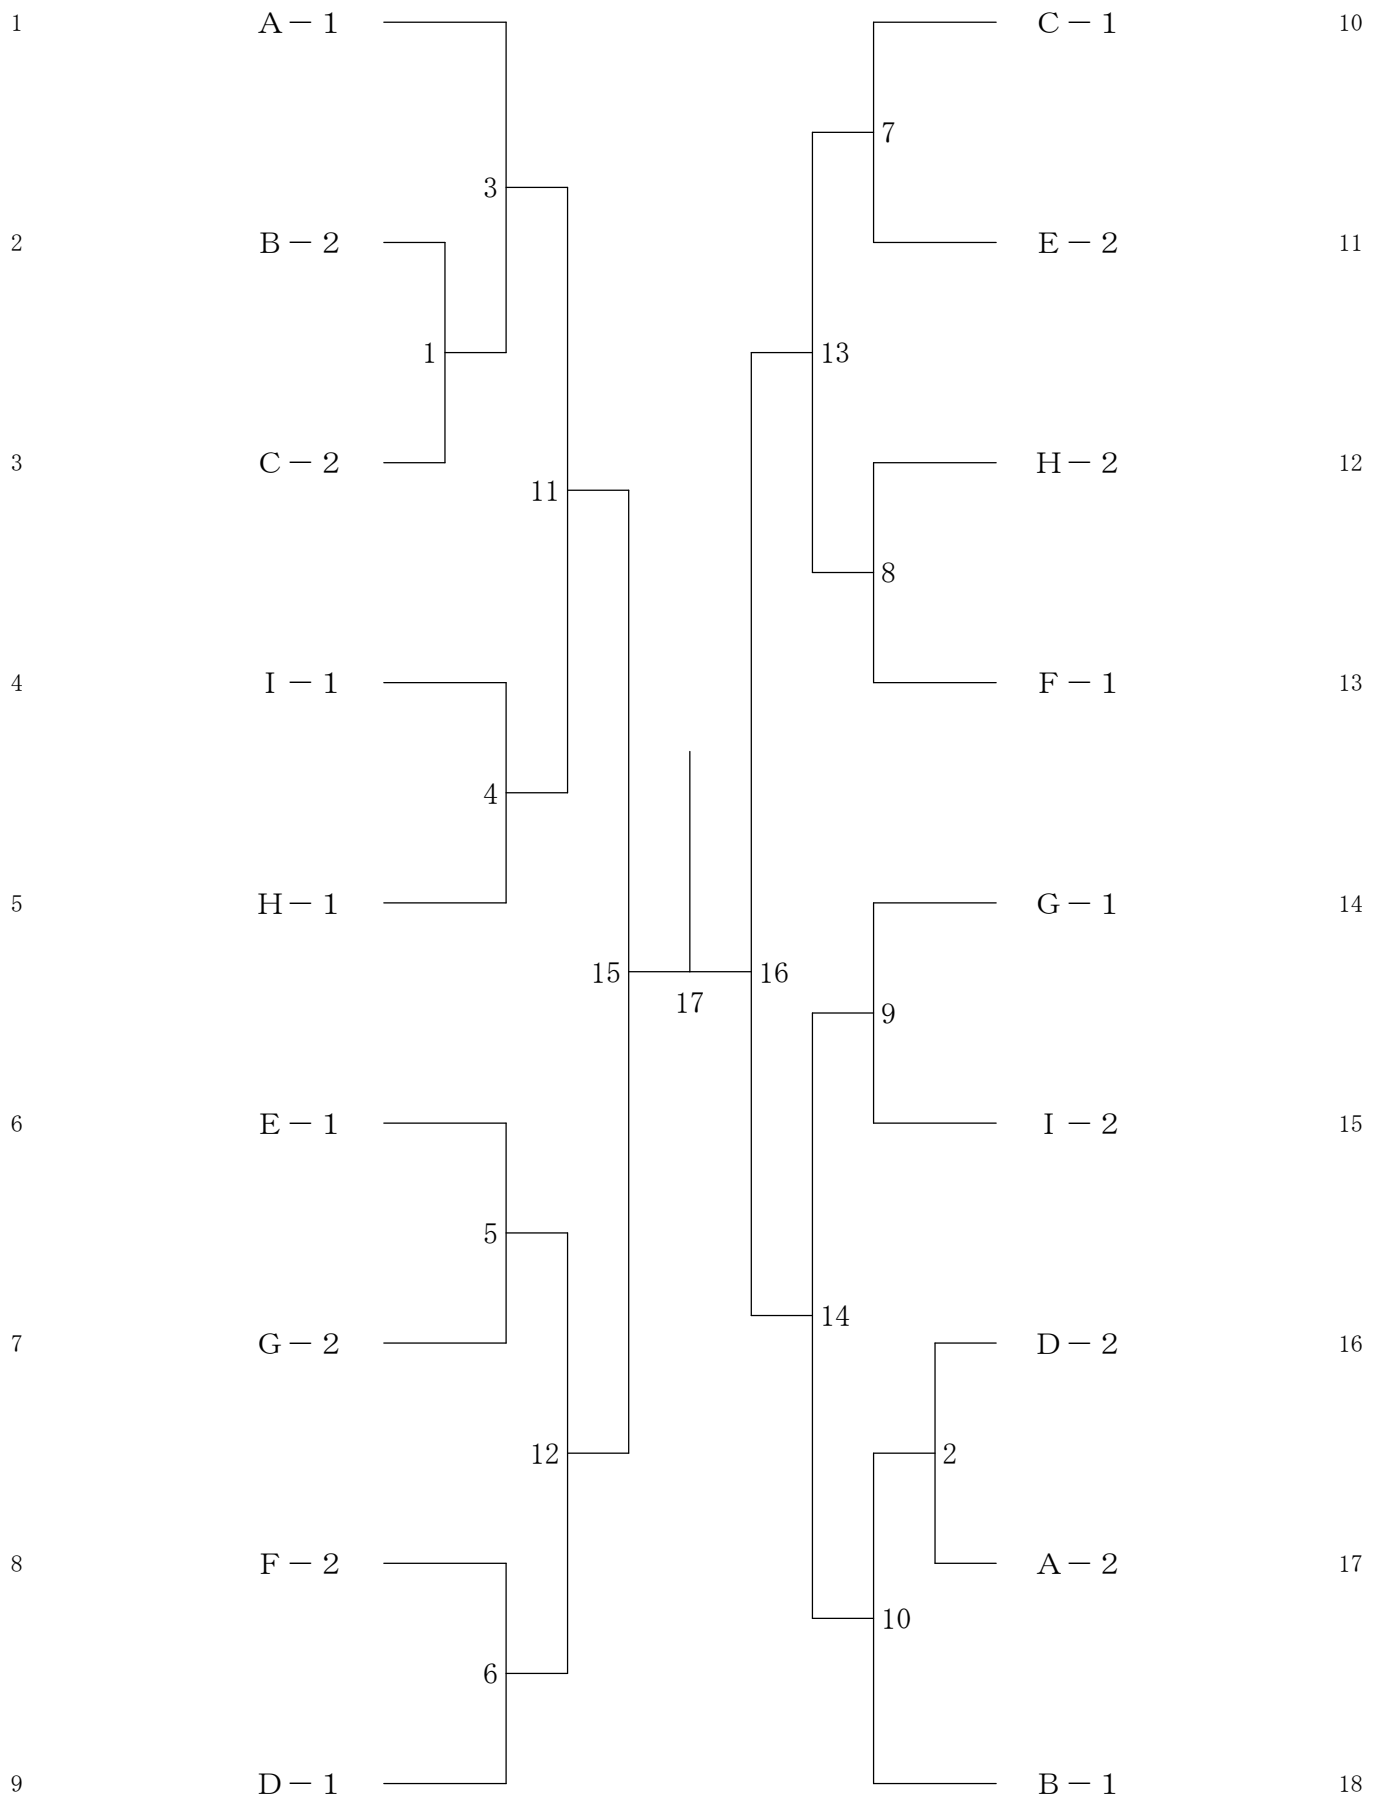 1 A－1 C－1 10
7
3
2 B－2 E－2 11
1 13
3 C－2 H－2 12
11
8
4 I－1 F－1 13
4
5 H－1 G－1 14
15 16
17
9
6 E－1 I－2 15
5
14
7 G－2 D－2 16
12 2
8 F－2 A－2 17
10
6
9 D－1 B－1 18